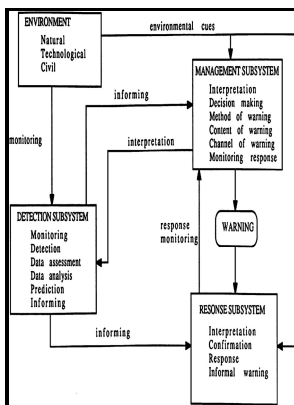 ENVIRONMENT
Natural
Technological
Civil
environmental cues
MANAGEMENT SUBSYSTEM
Interpretation
Decision making
Method of warning
Content of warning
Channel of warning
Monitoring response
informing
monitoring
interpretation
DETECTION SUBSYSTEM
Monitoring
Detection
Data assessment
Data analysis
Prediction
Informing
response
monitoring
WARNING
informing
RESONSE SUBSYSTEM
Interpretation
Confirmation
Response
Informal warning